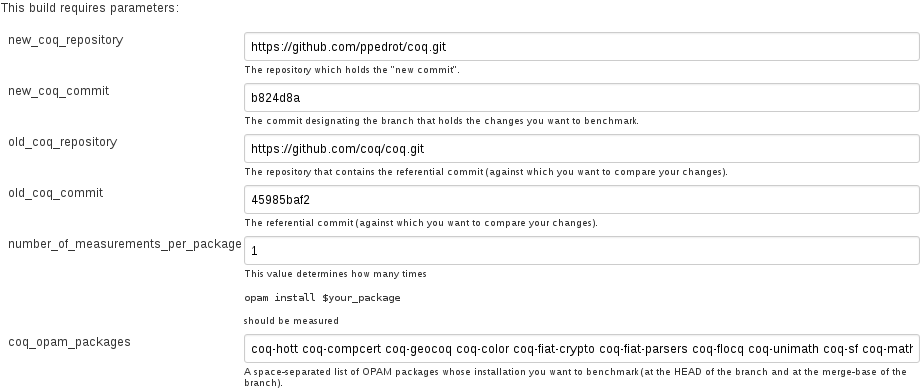 This build requires parameters:
new_coq_repository
https://github.com/ppedrot/coq.git
The repository which holds the "new commit".
new_coq_commit
b824d8a
The commit designating the branch that holds the changes you want to benchmark.
old_coq_repository
https://github.com/coq/coq.git
The repository that contains the referential commit (against which you want to compare your changes).
old_coq_commit
45985baf2
The referential commit (against which you want to compare your changes).
number_of_measurements_per_package
1
This value determines how many times
opam install $your_package
should be measured
coq_opam_packages
coq-hott coq-compcert coq-geocoq coq-color coq-fiat-crypto coq-fiat-parsers coq-flocq coq-unimath coq-sf coq-math
A space-separated list of OPAM packages whose installation you want to benchmark (at the HEAD of the branch and at the merge-base of the
branch).